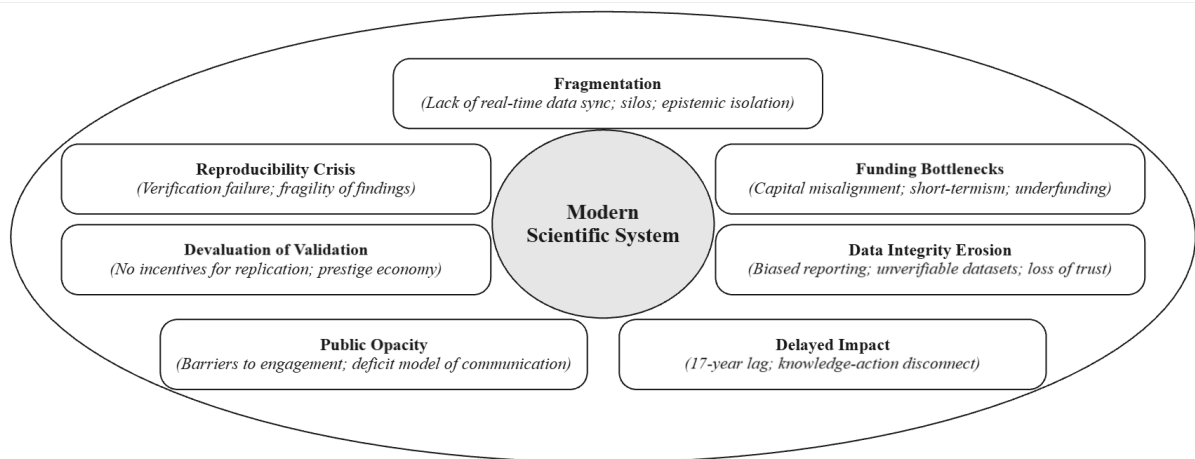 Fragmentation
(Lack of real-time data sync; silos; epistemic isolation)
Reproducibility Crisis
(Verification failure; fragility of findings)
Funding Bottlenecks
(Capital misalignment; short-termism; underfunding)
Modern
Scientific System
Devaluation of Validation
(No incentives for replication; prestige economy)
Data Integrity Erosion
(Biased reporting; unverifiable datasets; loss of trust)
Public Opacity
(Barriers to engagement; deficit model of communication)
Delayed Impact
(17-year lag; knowledge-action disconnect)